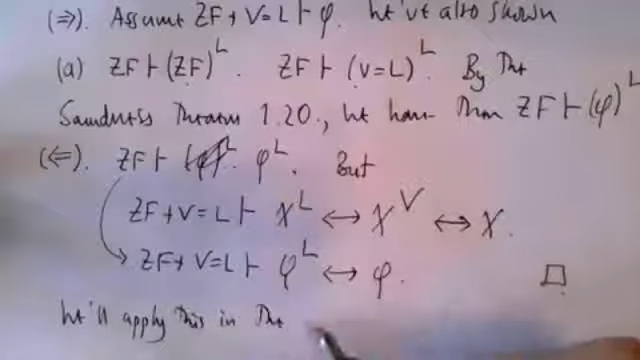 (⇒). Assume ZF + V = L ⊢ φ. We've also shown
(a) ZF ⊢ (ZF)^L. ZF ⊢ (V=L)^L. By the
Soundness Theorem 1.20., we have then ZF ⊢ (φ)^L
(⇐). ZF ⊢ φ^L. But
ZF + V = L ⊢ χ^L ↔ χ^V ↔ χ.
→ ZF + V = L ⊢ φ^L ↔ φ. □
We'll apply this in the